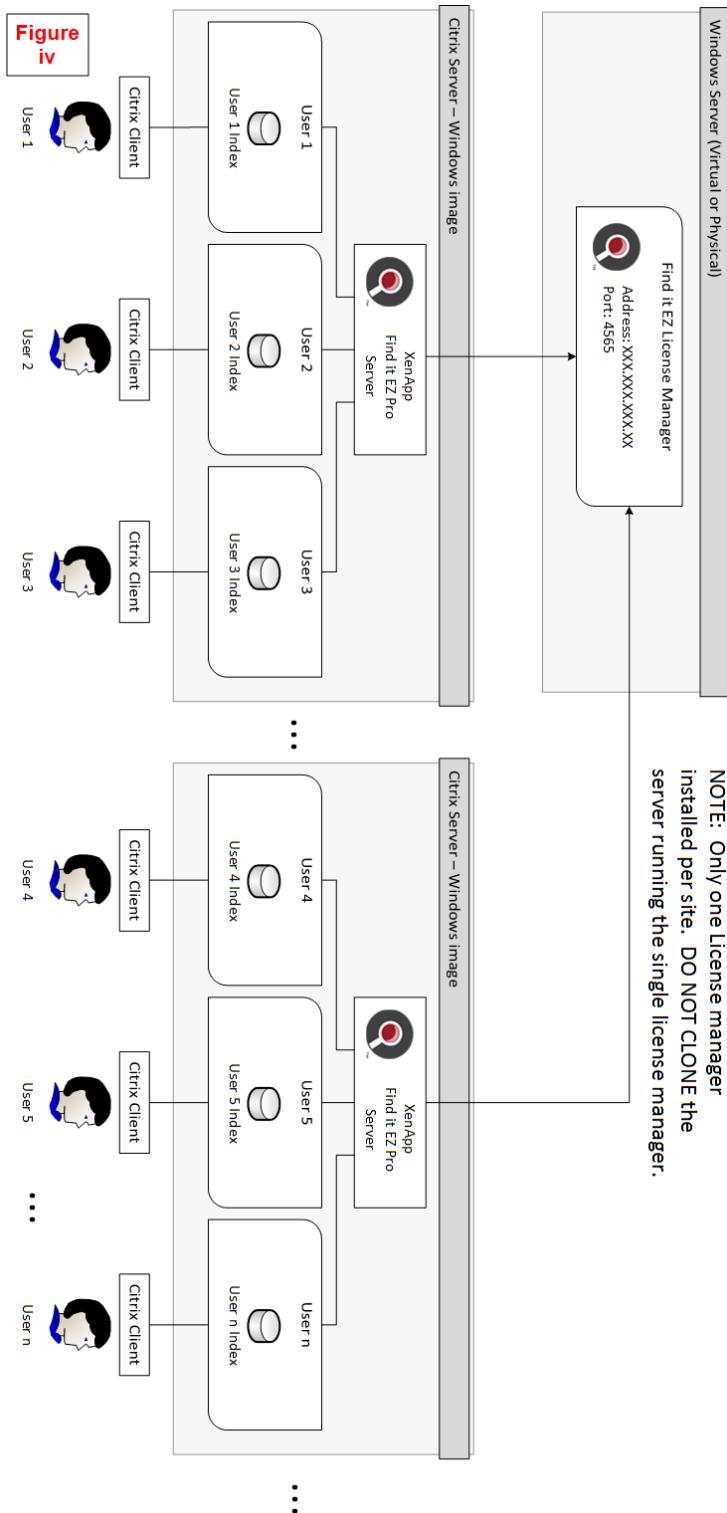 Windows Server (Virtual or Physical)
Find it EZ License Manager
Address: XXX.XXX.XXX.XX
Port: 4565
TM
NOTE: Only one License manager
installed per site. DO NOT CLONE the
server running the single license manager.
Citrix Server – Windows image
XenApp
Find it EZ Pro
Server
TM
User 1
User 1 Index
User 2
User 2 Index
User 3
User 3 Index
Citrix Client
Citrix Client
Citrix Client
User 1
User 2
User 3
...
Citrix Server – Windows image
XenApp
Find it EZ Pro
Server
TM
User 4
User 4 Index
User 5
User 5 Index
User n
User n Index
Citrix Client
Citrix Client
Citrix Client
User 4
User 5
...
User n
...
Figure
iv